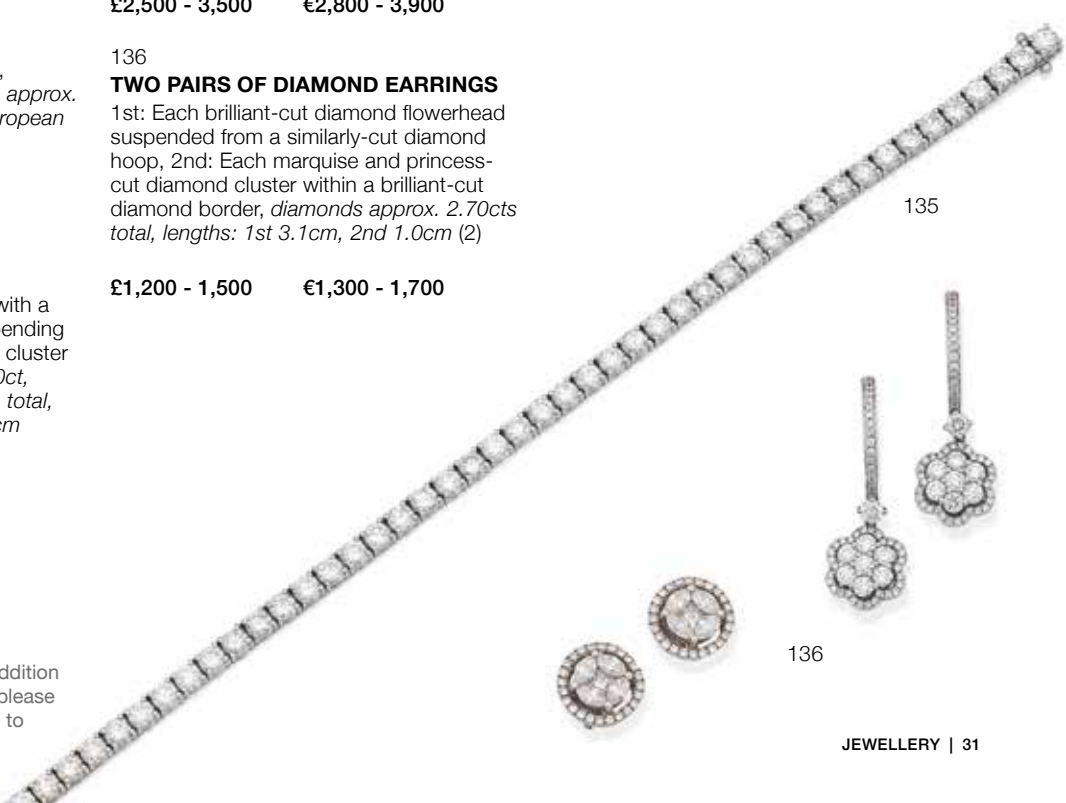 , 
approx.
ropean
with a
ending
cluster
0ct,
total,
cm
ddition
please
to
£2,500 - 3,500 €2,800 - 3,900
136
TWO PAIRS OF DIAMOND EARRINGS
1st: Each brilliant-cut diamond flowerhead
suspended from a similarly-cut diamond
hoop, 2nd: Each marquise and princess-
cut diamond cluster within a brilliant-cut
diamond border, diamonds approx. 2.70cts
total, lengths: 1st 3.1cm, 2nd 1.0cm (2)
£1,200 - 1,500 €1,300 - 1,700
135
136
JEWELLERY | 31